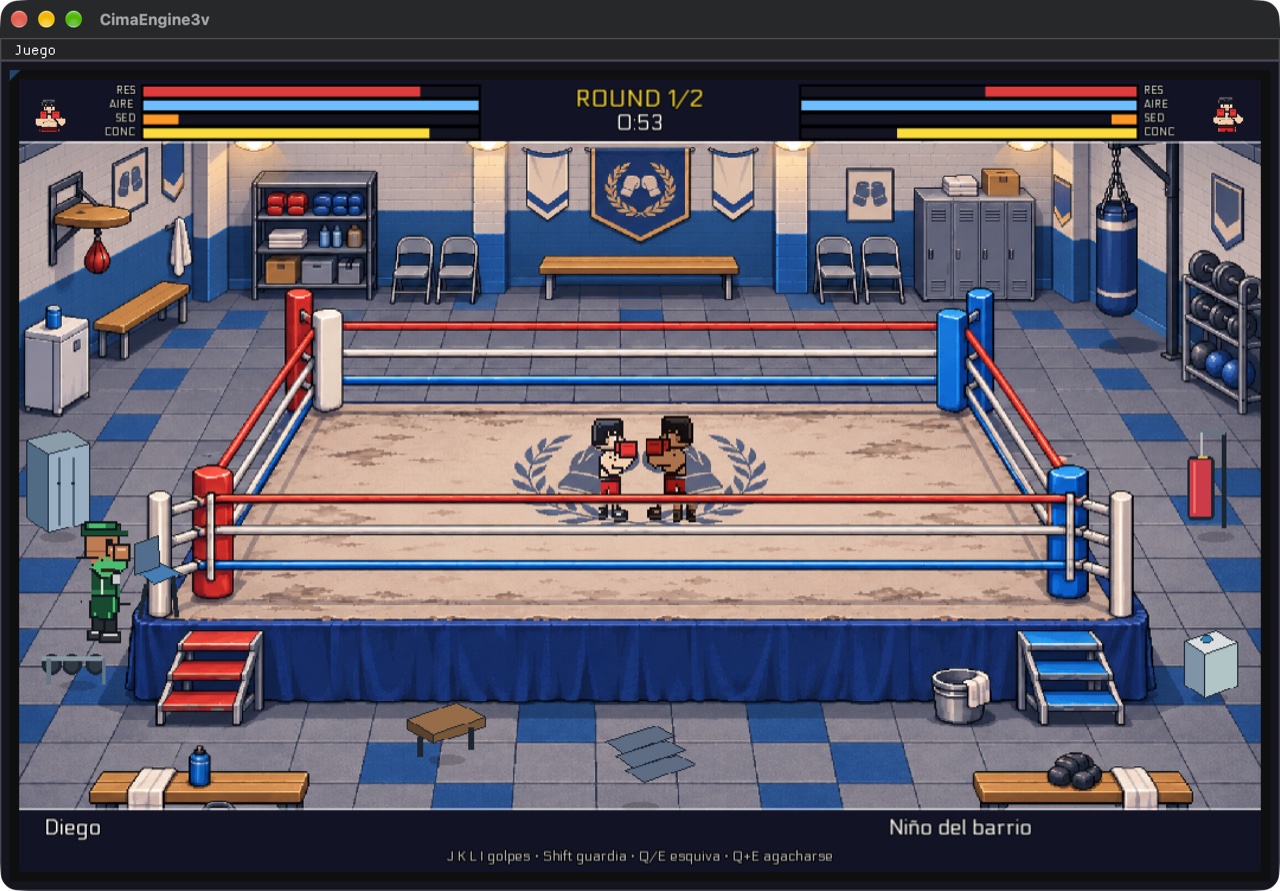 CimaEngine3v
Juego
RES
AIRE
SED
CONC
ROUND 1/2
0:53
RES
AIRE
SED
CONC
Diego
Niño del barrio
J K L I golpes · Shift guardia · Q/E esquiva · Q+E agacharse